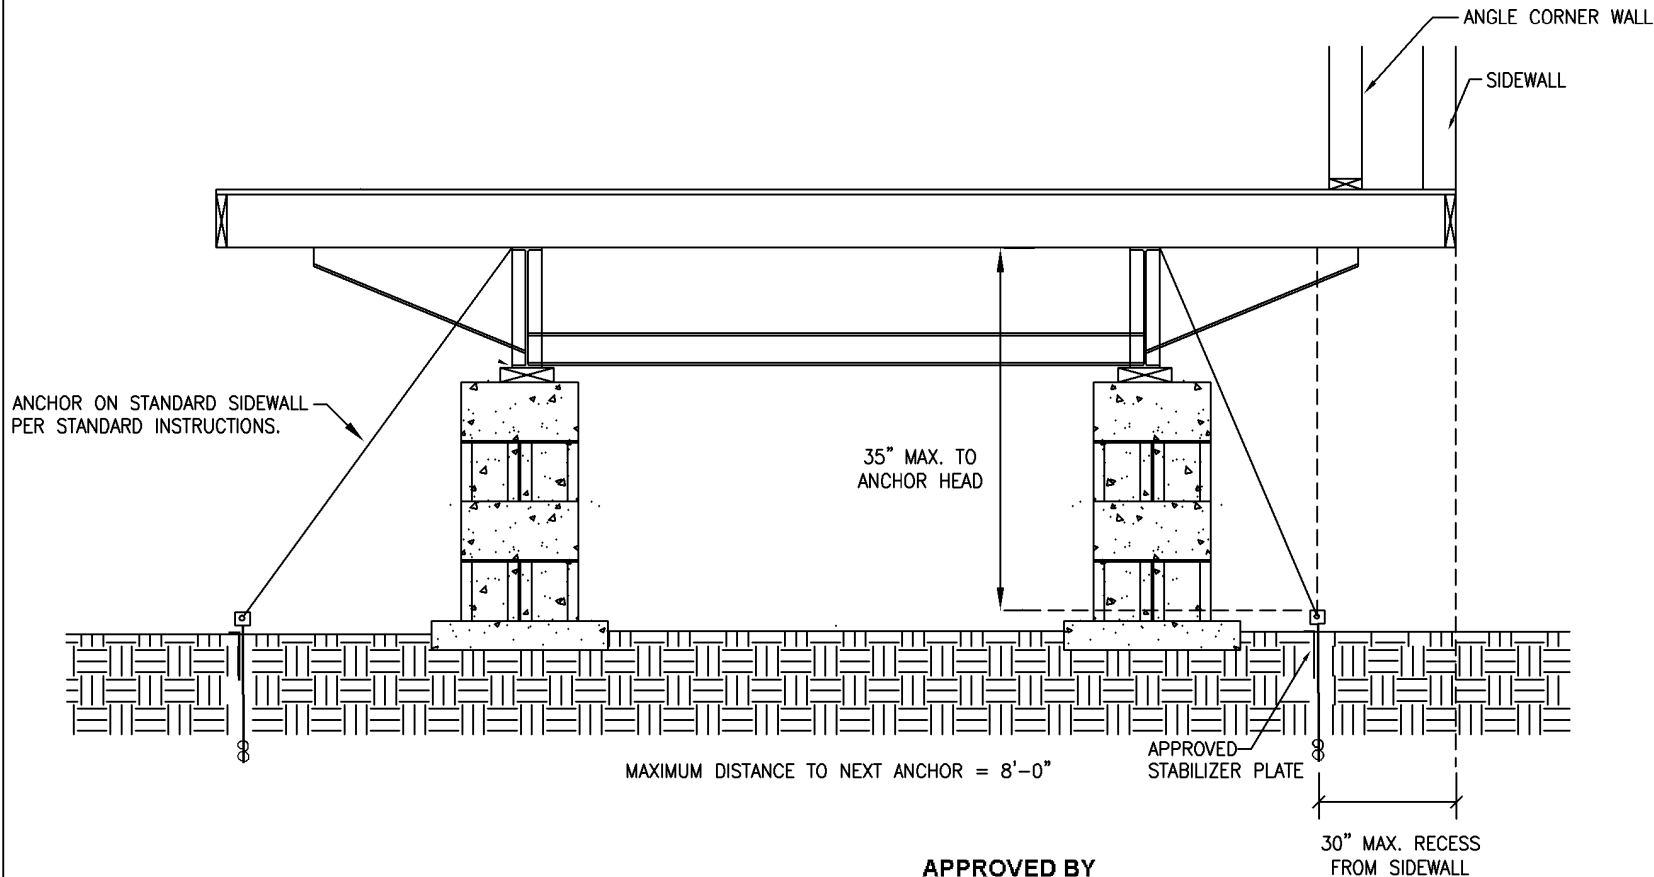 ANGLE CORNER WALL
SIDEWALL
ANCHOR ON STANDARD SIDEWALL
PER STANDARD INSTRUCTIONS.
35" MAX. TO
ANCHOR HEAD
APPROVED
STABILIZER PLATE
MAXIMUM DISTANCE TO NEXT ANCHOR = 8'-0"
30" MAX. RECESS
FROM SIDEWALL
APPROVED BY